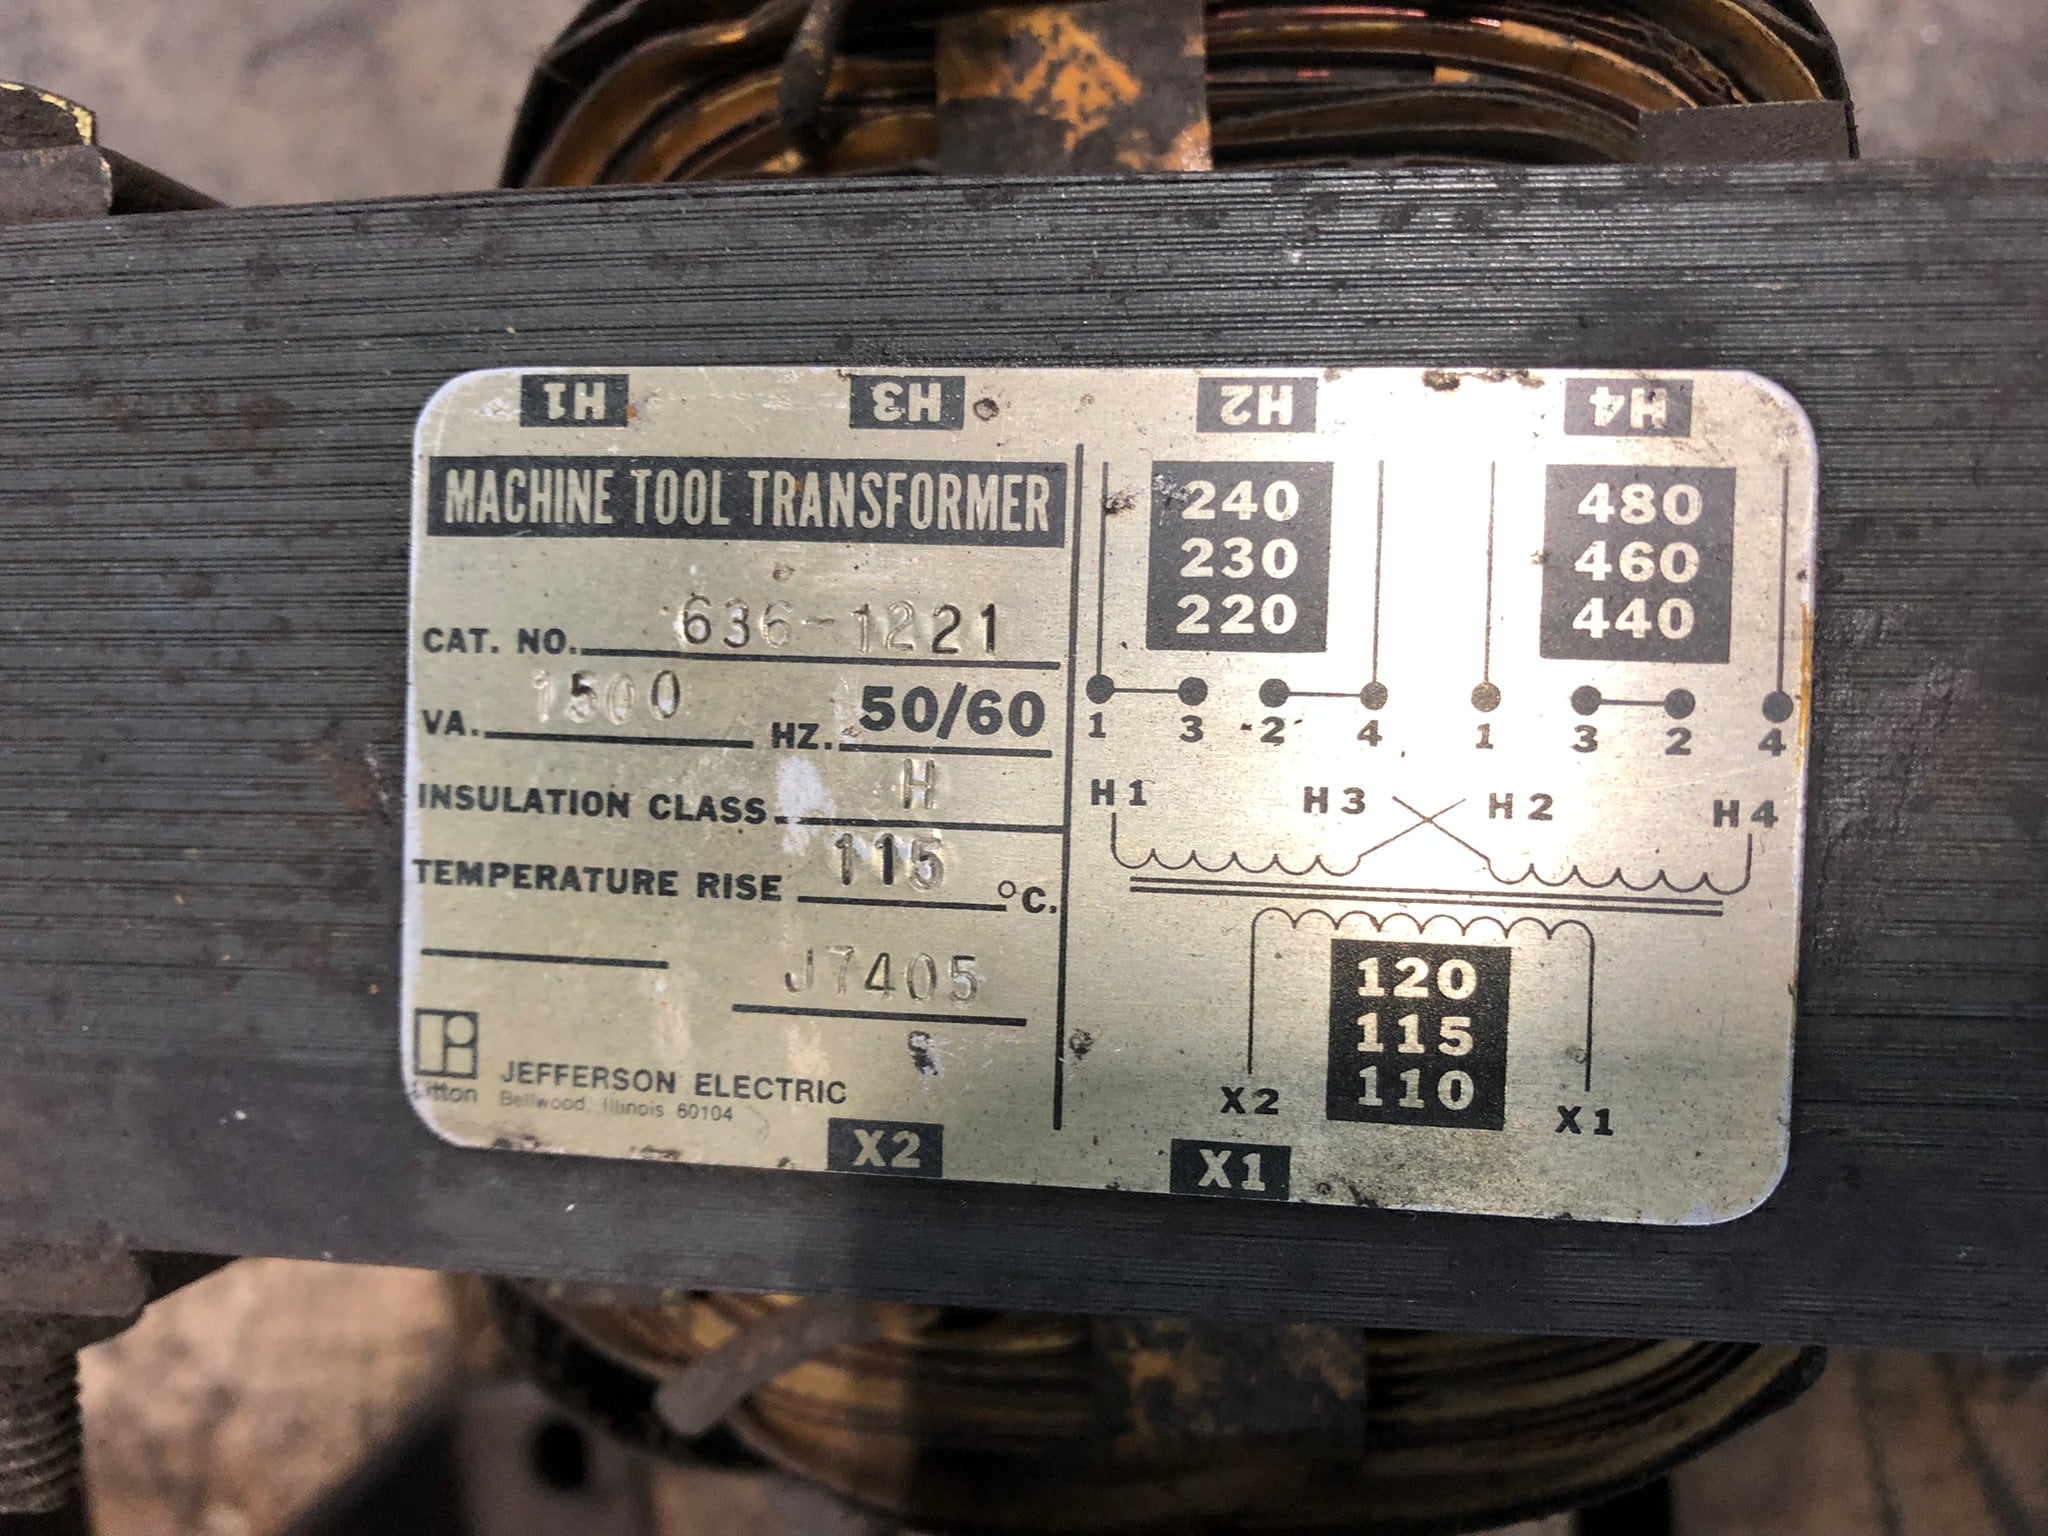 H1 H3 H2 H4
MACHINE TOOL TRANSFORMER
CAT. NO. 636-1221
VA. 1500 HZ. 50/60
INSULATION CLASS H
TEMPERATURE RISE 115 °C.
J7405
Litton
JEFFERSON ELECTRIC
Bellwood, Illinois 60104
240
230
220
480
460
440
1 3 2 4 1 3 2 4
H1 H3 H2 H4
120
115
110
X2 X1
X2 X1